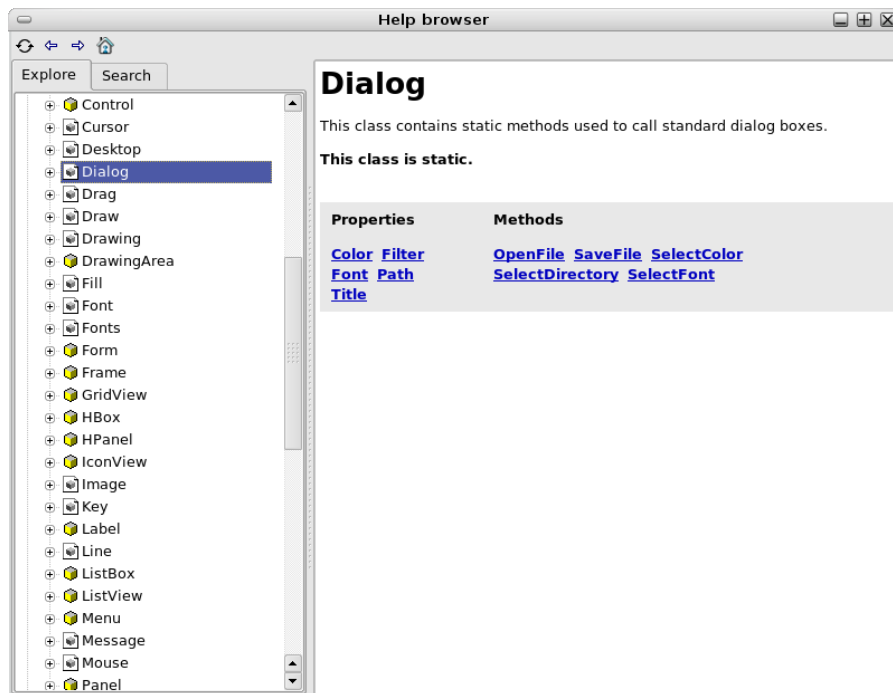 Help browser
Explore Search
Control
Cursor
Desktop
Dialog
Drag
Draw
Drawing
DrawingArea
Fill
Font
Fonts
Form
Frame
GridView
HBox
HPanel
IconView
Image
Key
Label
Line
ListBox
ListView
Menu
Message
Mouse
Panel
Dialog
This class contains static methods used to call standard dialog boxes.
This class is static.
Properties Methods
Color Filter OpenFile SaveFile SelectColor
Font Path SelectDirectory SelectFont
Title